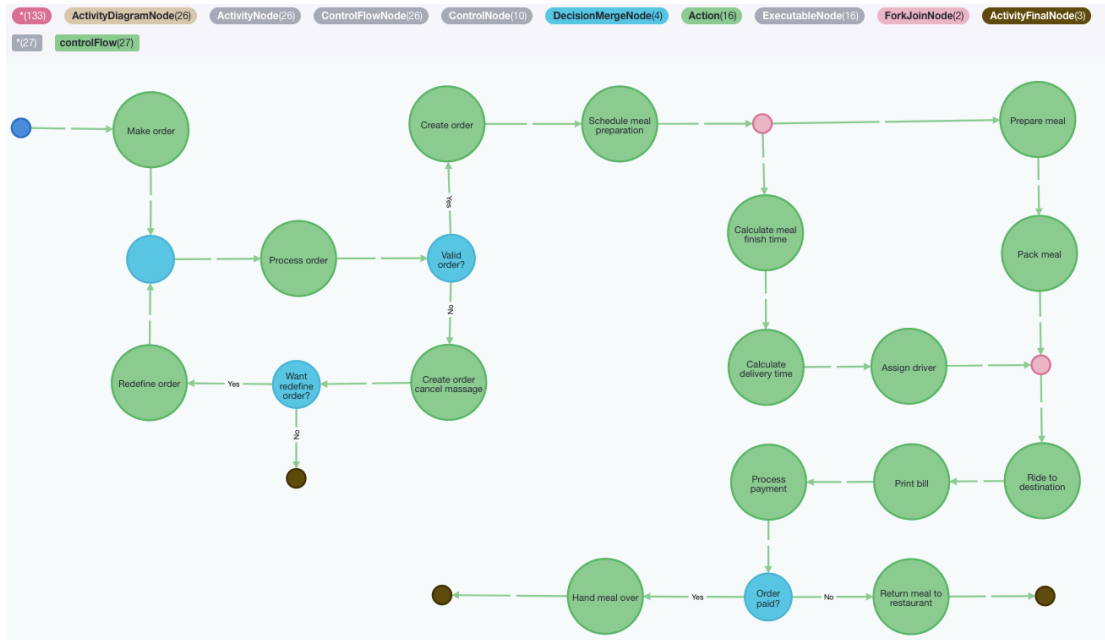 *(133) ActivityDiagramNode(26) ActivityNode(26) ControlFlowNode(26) ControlNode(10) DecisionMergeNode(4) Action(16) ExecutableNode(16) ForkJoinNode(2) ActivityFinalNode(3)
*(27) controlFlow(27)
Make order
Create order
Schedule meal
preparation
Prepare meal
Yes
Process order
Valid
order?
Calculate meal
finish time
Pack meal
No
Redefine order
Yes
Want
redefine
order?
Create order
cancel massage
Calculate
delivery time
Assign driver
No
Process
payment
Print bill
Ride to
destination
Hand meal over
Yes
Order
paid?
No
Return meal to
restaurant